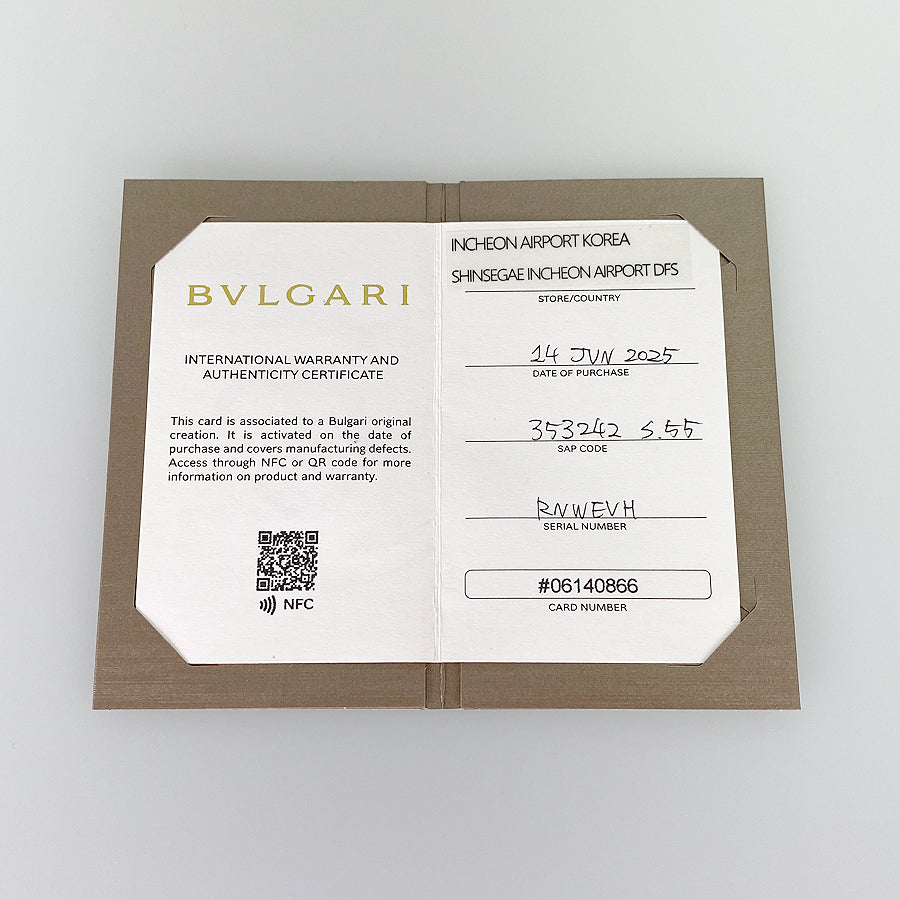 BVLGARI
INTERNATIONAL WARRANTY AND
AUTHENTICITY CERTIFICATE
This card is associated to a Bulgari original
creation. It is activated on the date of
purchase and covers manufacturing defects.
Access through NFC or QR code for more
information on product and warranty.
NFC
INCHEON AIRPORT KOREA
SHINSEGAE INCHEON AIRPORT DFS
STORE/COUNTRY
14 JUN 2025
DATE OF PURCHASE
353242 S.55
SAP CODE
RNWEVH
SERIAL NUMBER
#06140866
CARD NUMBER